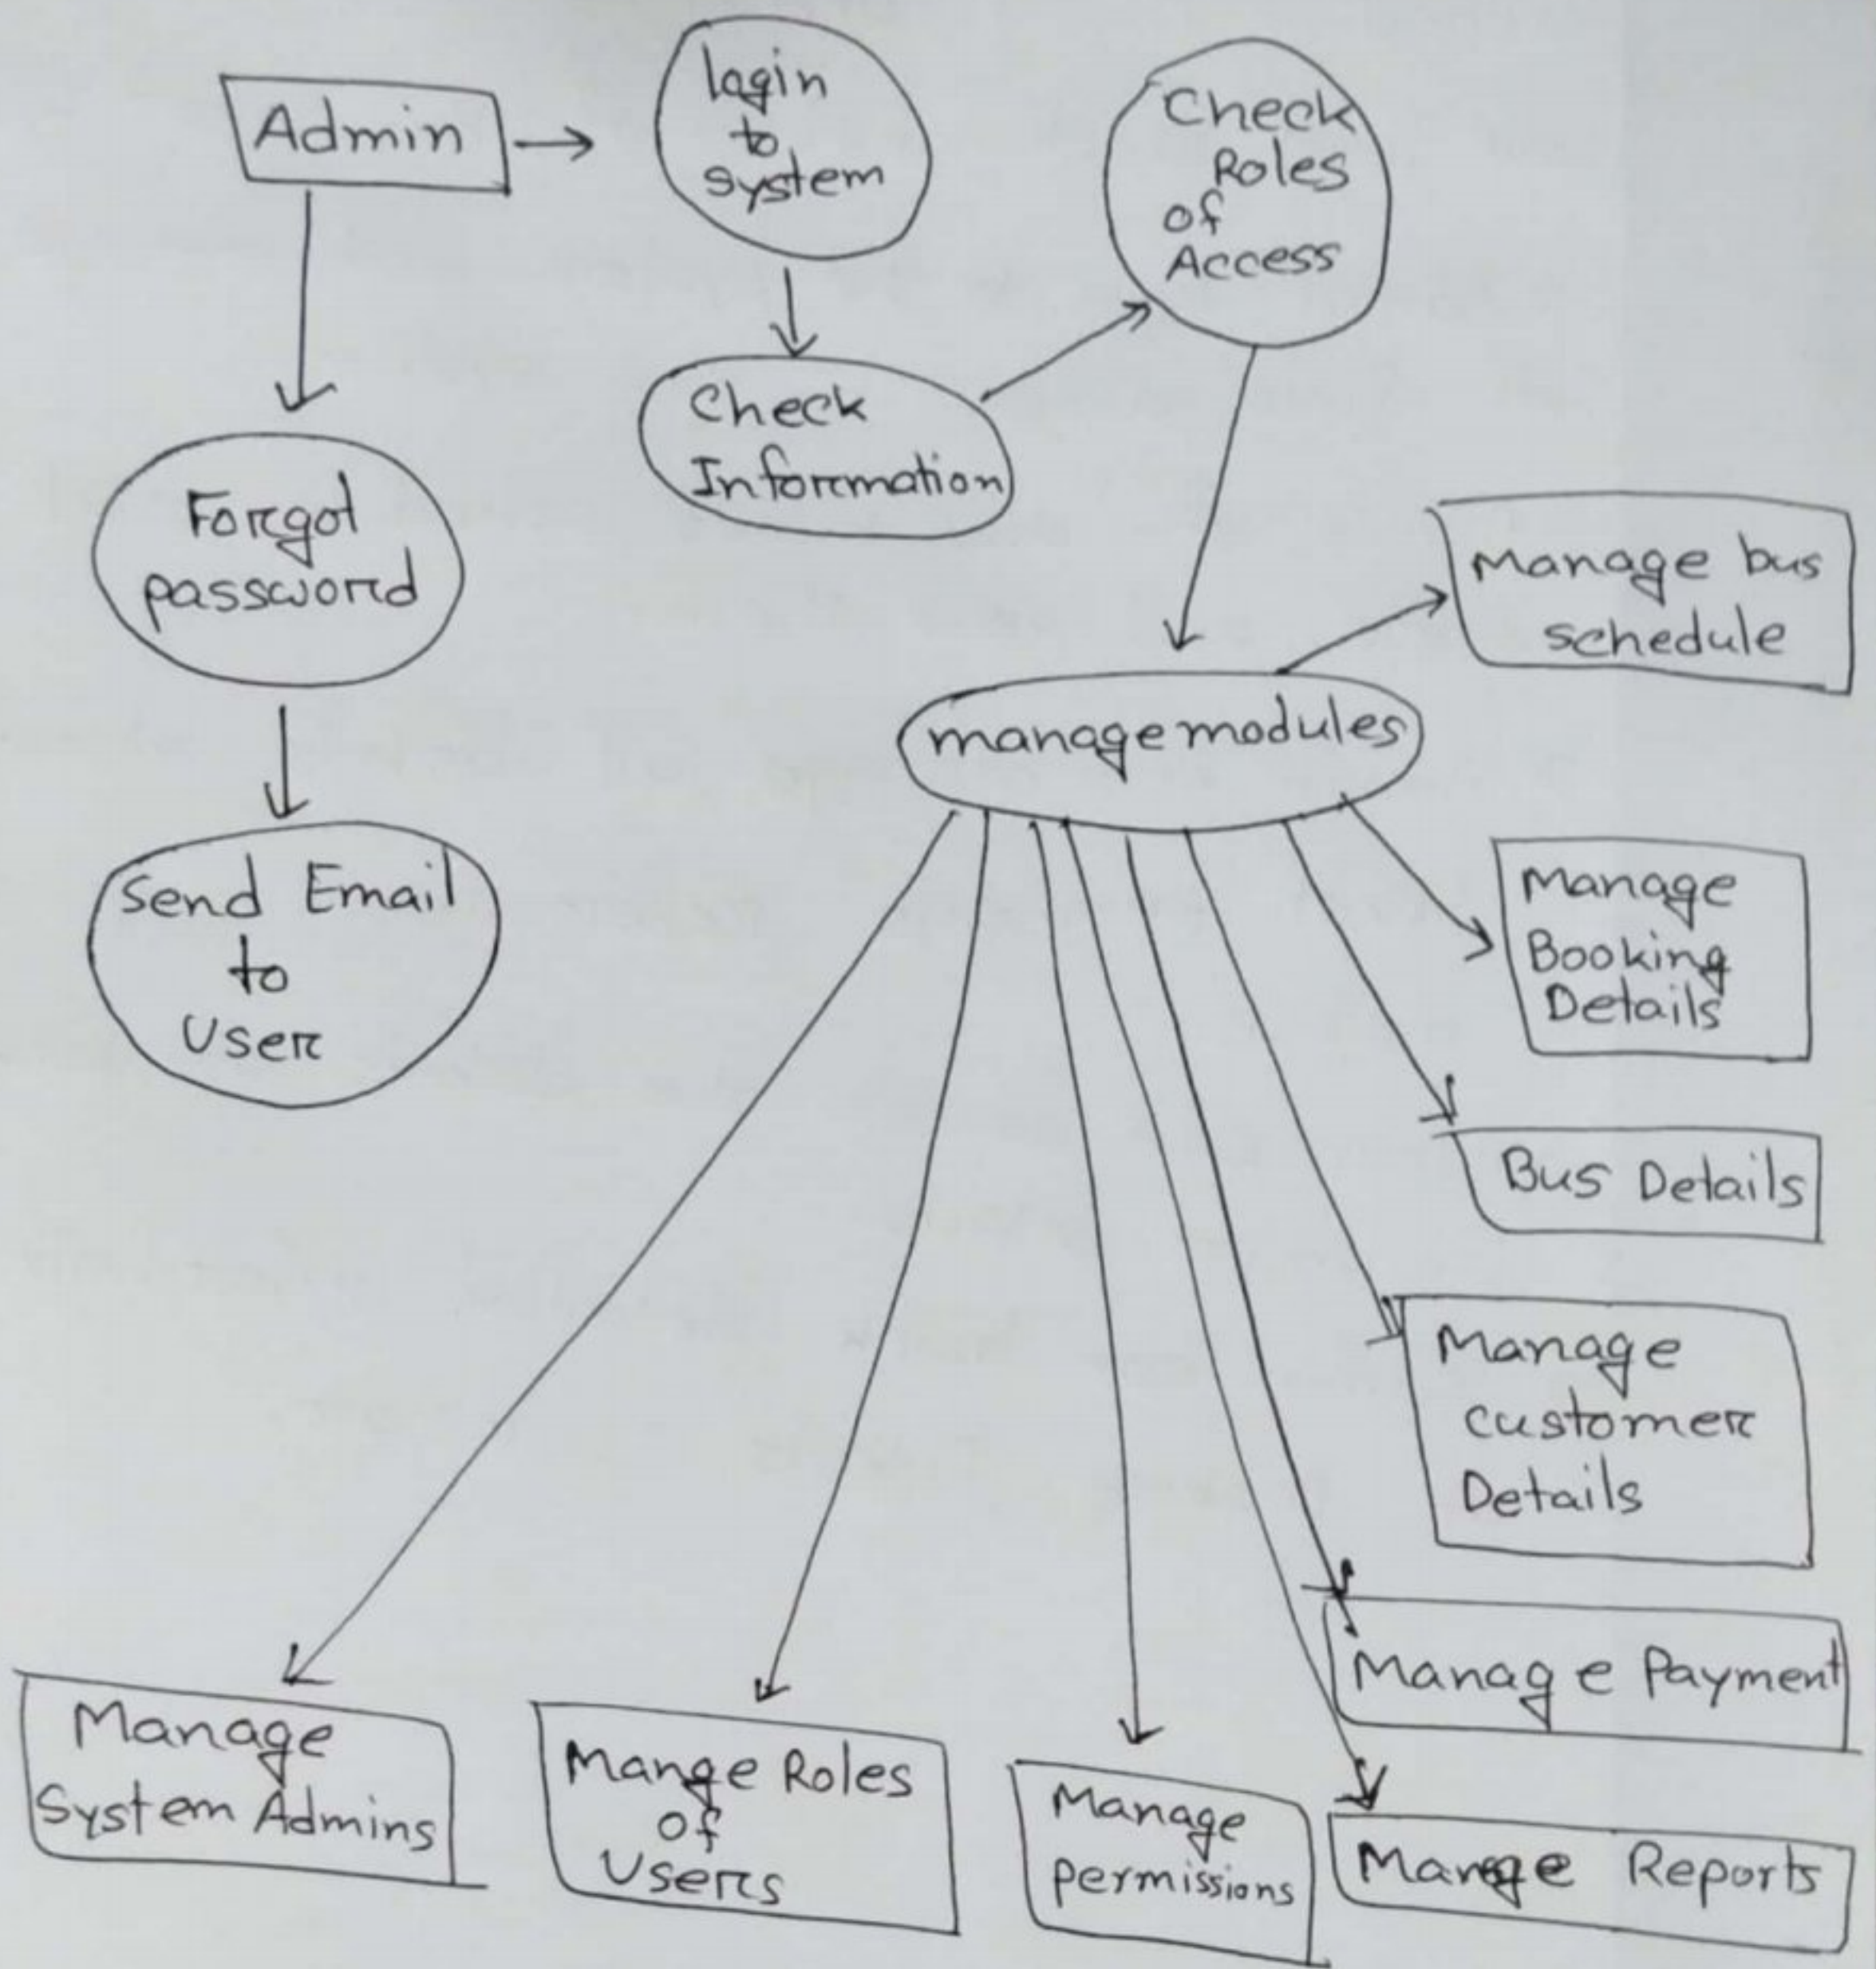 Admin
login
to
system
Check
Roles
of
Access
Check
Information
Forgot
password
Send Email
to
User
manage modules
Manage bus
schedule
Manage
Booking
Details
Bus Details
Manage
customer
Details
Manage Payment
Manage
System Admins
Mange Roles
of
Users
Manage
permissions
Manage Reports